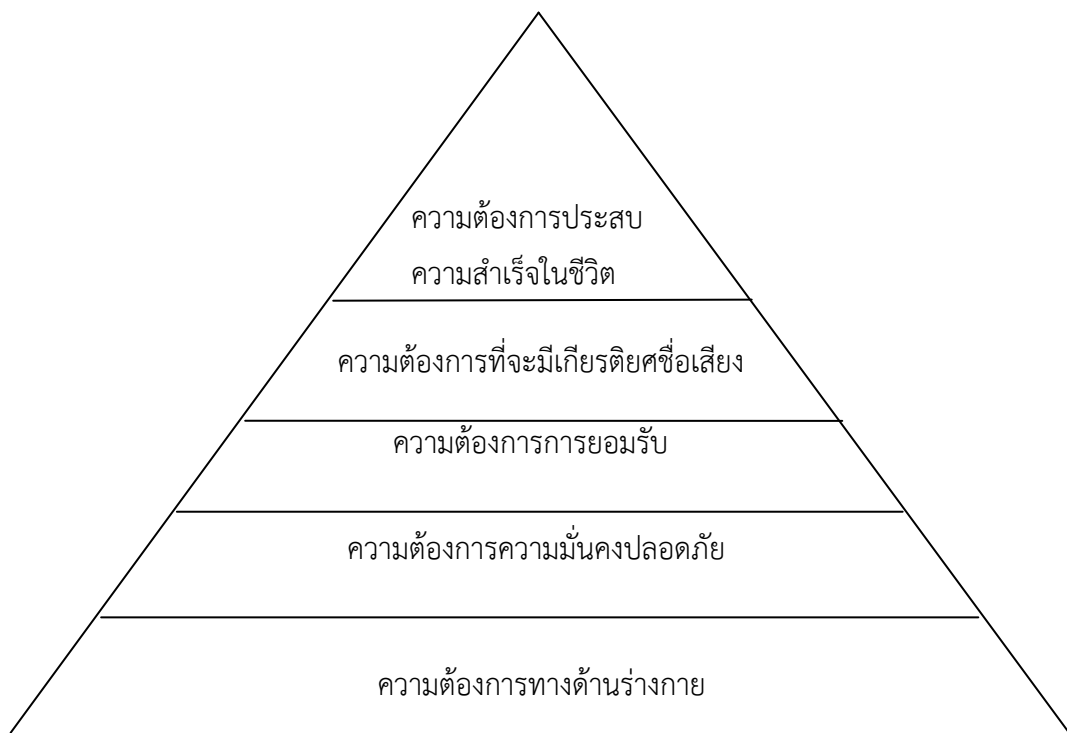 ความต้องการประสบ
ความสำเร็จในชีวิต
ความต้องการที่จะมีเกียรติยศชื่อเสียง
ความต้องการการยอมรับ
ความต้องการความมั่นคงปลอดภัย
ความต้องการทางด้านร่างกาย